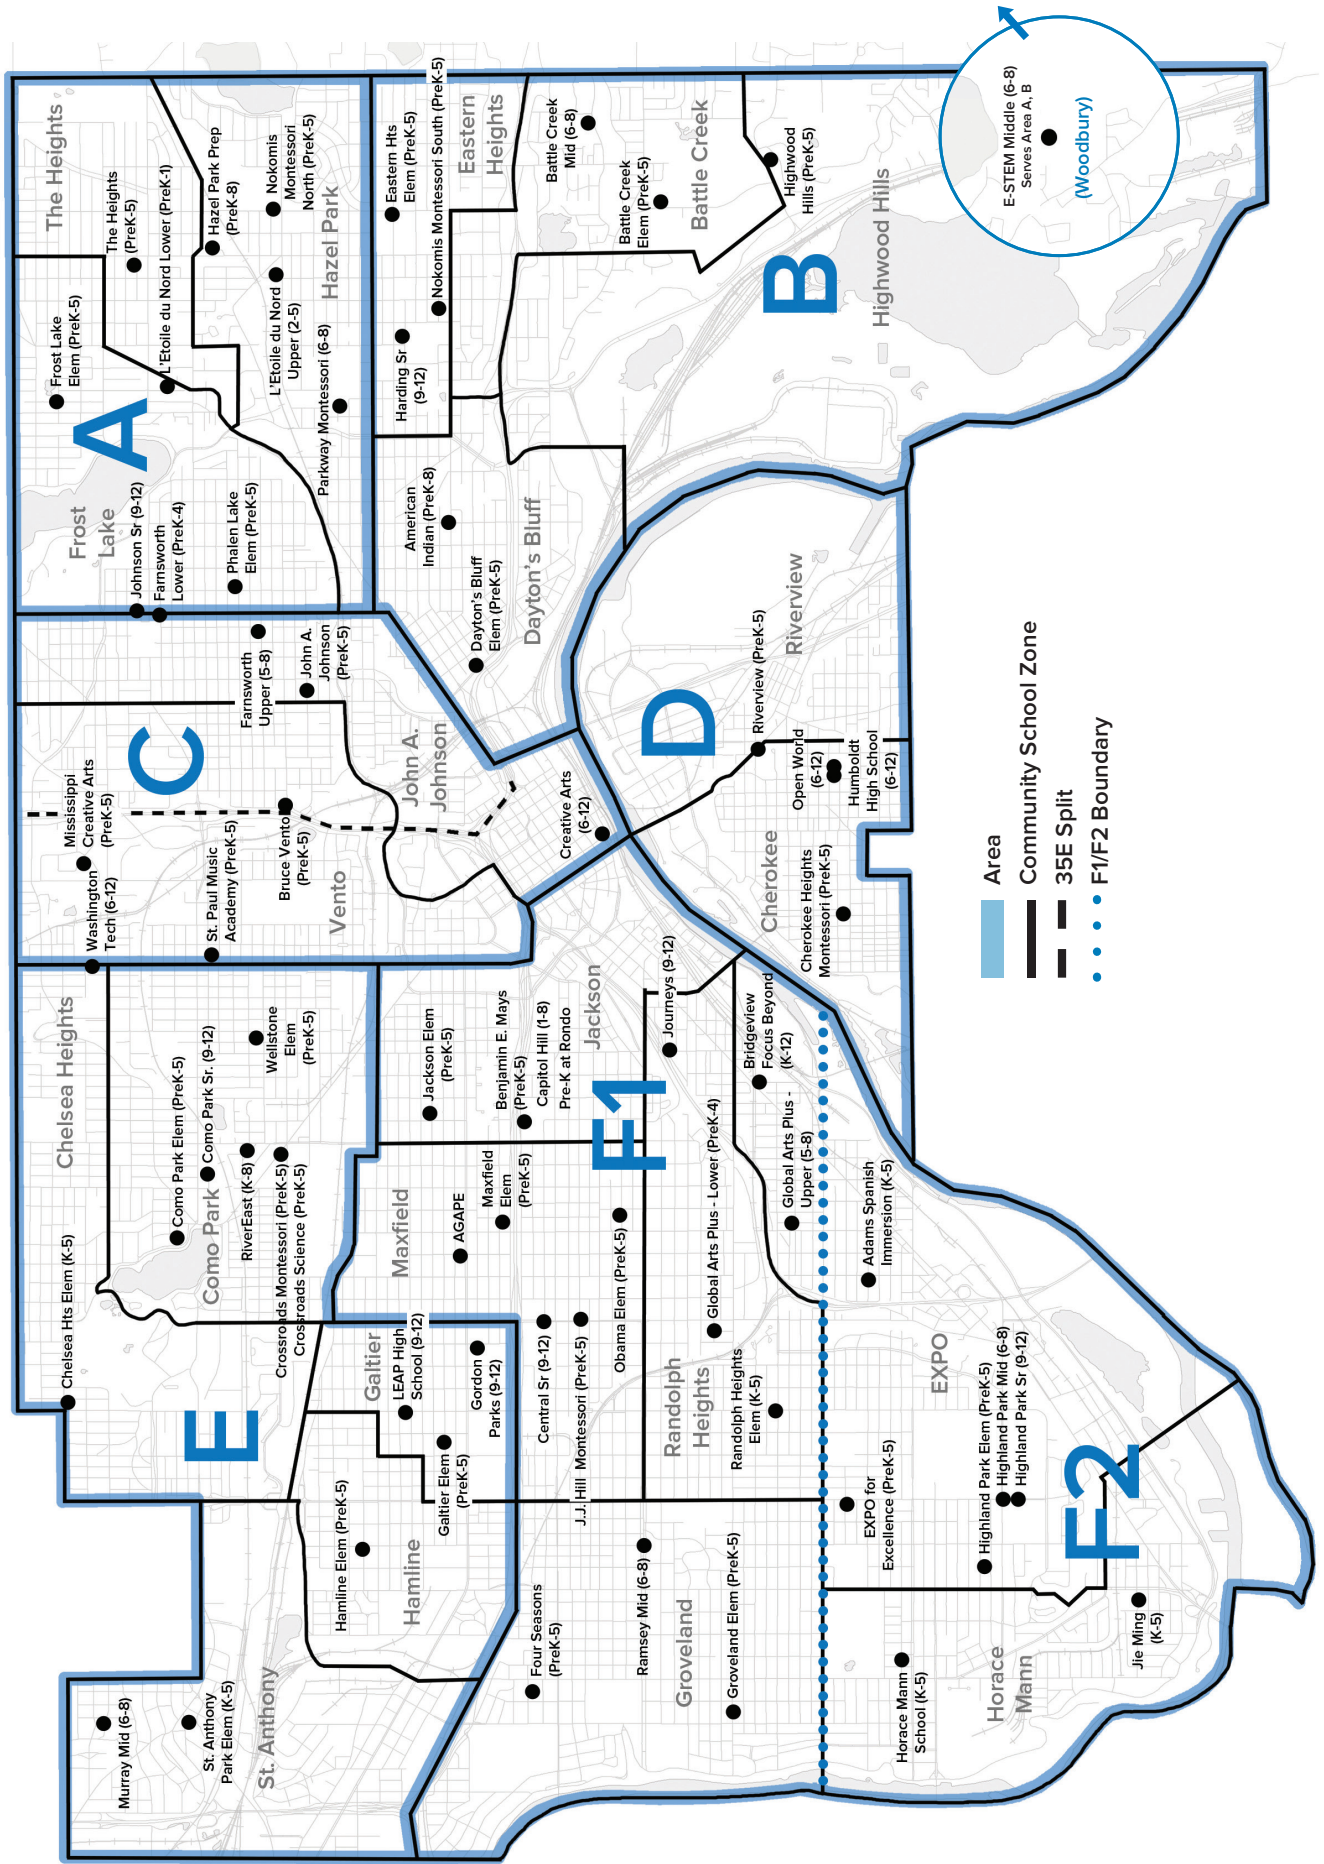 Murray Mid (6-8)
St. Anthony
Park Elem (K-5)
St. Anthony
Chelsea Hts Elem (K-5)
Chelsea Heights
E
Como Park Elem (PreK-5)
Como Park Sr. (9-12)
Como Park
RiverEast (K-8)
Wellstone
Elem
(PreK-5)
Crossroads Montessori (PreK-5)
Crossroads Science (PreK-5)
Hamline Elem (PreK-5)
Hamline
Galtier
LEAP High
School (9-12)
Galtier Elem
(PreK-5)
Gordon
Parks (9-12)
Washington
Tech (6-12)
Mississippi
Creative Arts
(PreK-5)
C
St. Paul Music
Academy (PreK-5)
Bruce Vento
(PreK-5)
Vento
Farnsworth
Upper (5-8)
John A.
Johnson
(PreK-5)
John A.
Johnson
Creative Arts
(6-12)
Frost Lake
Elem (PreK-5)
The Heights
The Heights
(PreK-5)
A
Frost
Lake
L'Etoile du Nord Lower (PreK-1)
Johnson Sr (9-12)
Farnsworth
Lower (PreK-4)
Phalen Lake
Elem (PreK-5)
Hazel Park Prep
(PreK-8)
L'Etoile du Nord
Upper (2-5)
Nokomis
Montessori
North (PreK-5)
Parkway Montessori (6-8)
Hazel Park
Eastern Hts
Elem (PreK-5)
Harding Sr
(9-12)
Nokomis Montessori South (PreK-5)
Eastern
Heights
American
Indian (PreK-8)
Dayton's Bluff
Elem (PreK-5)
Dayton's Bluff
Battle Creek
Mid (6-8)
Battle Creek
Elem (PreK-5)
Battle Creek
Highwood
Hills (PreK-5)
B
Highwood Hills
E-STEM Middle (6-8)
Serves Area A, B
(Woodbury)
Four Seasons
(PreK-5)
Ramsey Mid (6-8)
Groveland
Groveland Elem (PreK-5)
Maxfield
AGAPE
Maxfield
Elem
(PreK-5)
Central Sr (9-12)
J.J. Hill Montessori (PreK-5)
Obama Elem (PreK-5)
Jackson Elem
(PreK-5)
Benjamin E. Mays
(PreK-5)
Capitol Hill (1-8)
Pre-K at Rondo
Jackson
F1
Journeys (9-12)
Randolph
Heights
Global Arts Plus - Lower (PreK-4)
Randolph Heights
Elem (K-5)
Bridgeview
Focus Beyond
(K-12)
Global Arts Plus -
Upper (5-8)
D
Riverview (PreK-5)
Riverview
Cherokee
Open World
(6-12)
Humboldt
High School
(6-12)
Cherokee Heights
Montessori (PreK-5)
Adams Spanish
Immersion (K-5)
EXPO for
Excellence (PreK-5)
EXPO
Highland Park Elem (PreK-5)
Highland Park Mid (6-8)
Highland Park Sr (9-12)
F2
Horace Mann
School (K-5)
Horace
Mann
Jie Ming
(K-5)
Area
Community School Zone
35E Split
F1/F2 Boundary